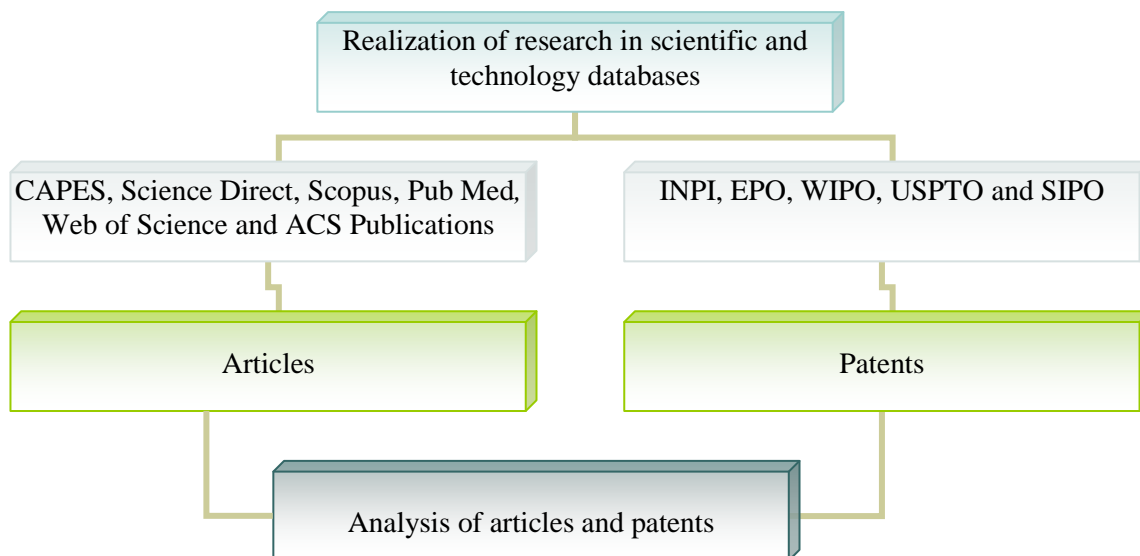 Realization of research in scientific and
technology databases
CAPES, Science Direct, Scopus, Pub Med,
Web of Science and ACS Publications
INPI, EPO, WIPO, USPTO and SIPO
Articles
Patents
Analysis of articles and patents